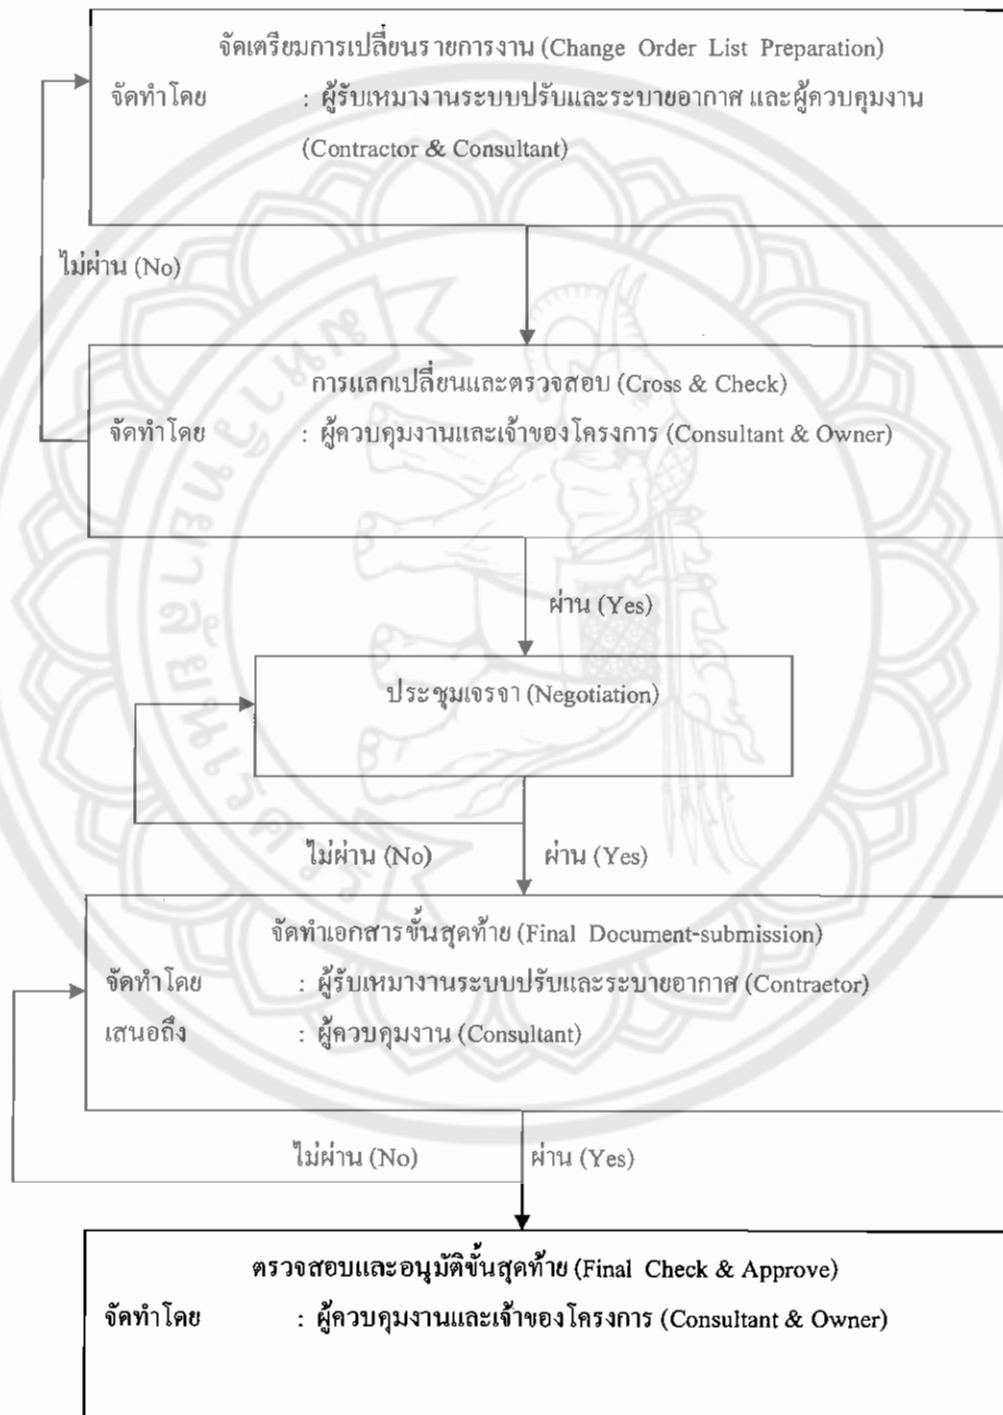 จัดเตรียมการเปลี่ยนรายการงาน (Change Order List Preparation)
จัดทำโดย : ผู้รับเหมางานระบบปรับและระบายอากาศ และผู้ควบคุมงาน
(Contractor & Consultant)
ไม่ผ่าน (No)
การแลกเปลี่ยนและตรวจสอบ (Cross & Check)
จัดทำโดย : ผู้ควบคุมงานและเจ้าของโครงการ (Consultant & Owner)
ผ่าน (Yes)
ประชุมเจรจา (Negotiation)
ไม่ผ่าน (No) ผ่าน (Yes)
จัดทำเอกสารขั้นสุดท้าย (Final Document-submission)
จัดทำโดย : ผู้รับเหมางานระบบปรับและระบายอากาศ (Contraetor)
เสนอถึง : ผู้ควบคุมงาน (Consultant)
ไม่ผ่าน (No) ผ่าน (Yes)
ตรวจสอบและอนุมัติขั้นสุดท้าย (Final Check & Approve)
จัดทำโดย : ผู้ควบคุมงานและเจ้าของโครงการ (Consultant & Owner)
มหาวิทยาลัยนเรศวร